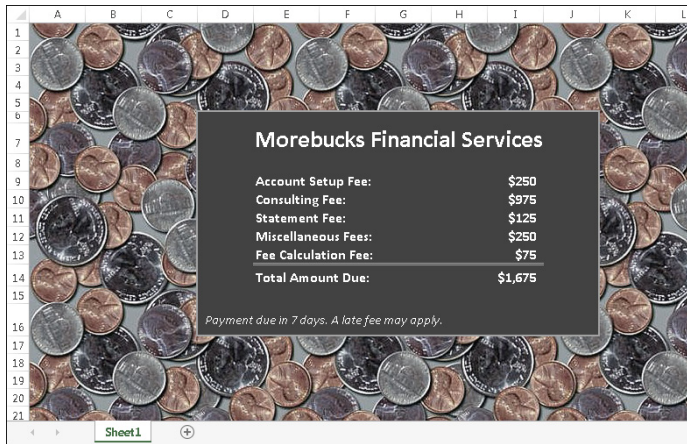 A B C D E F G H I J K L
1
2
3
4
5
6
7 Morebucks Financial Services
8
9 Account Setup Fee: $250
10 Consulting Fee: $975
11 Statement Fee: $125
12 Miscellaneous Fees: $250
13 Fee Calculation Fee: $75
14 Total Amount Due: $1,675
15
16 Payment due in 7 days. A late fee may apply.
17
18
19
20
21
Sheet1